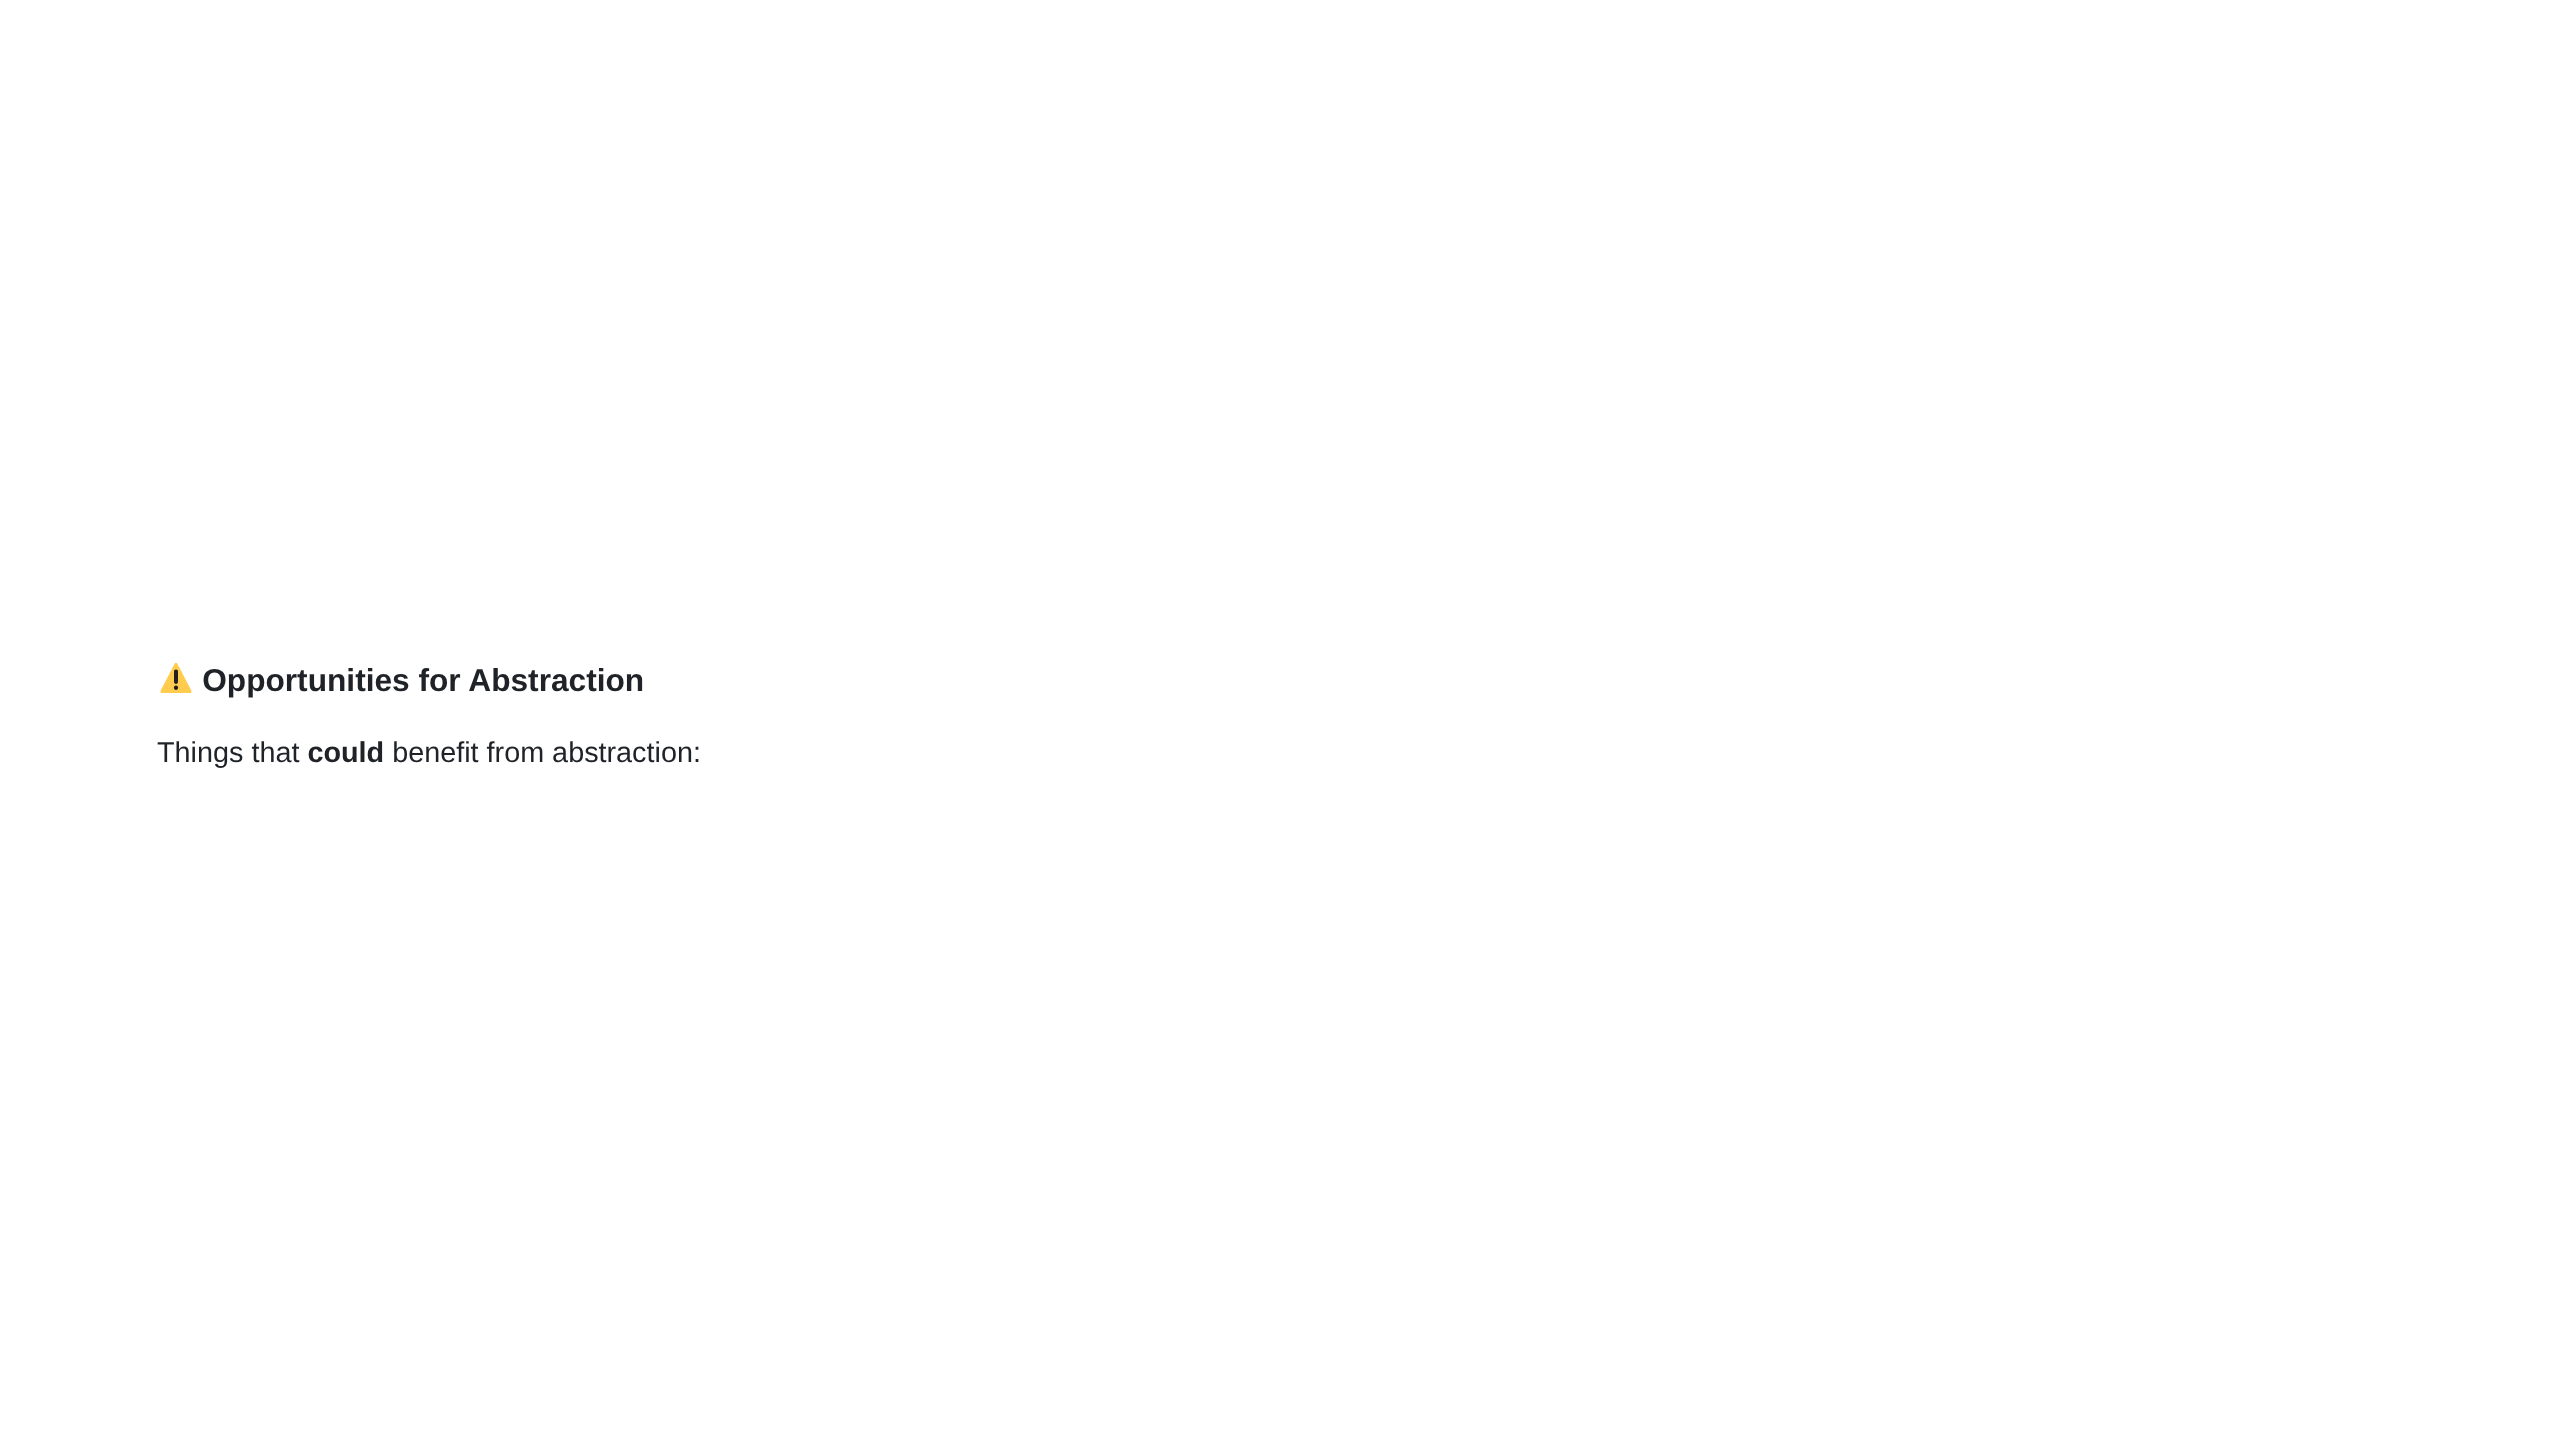 ⚠️ Opportunities for Abstraction
Things that could benefit from abstraction: